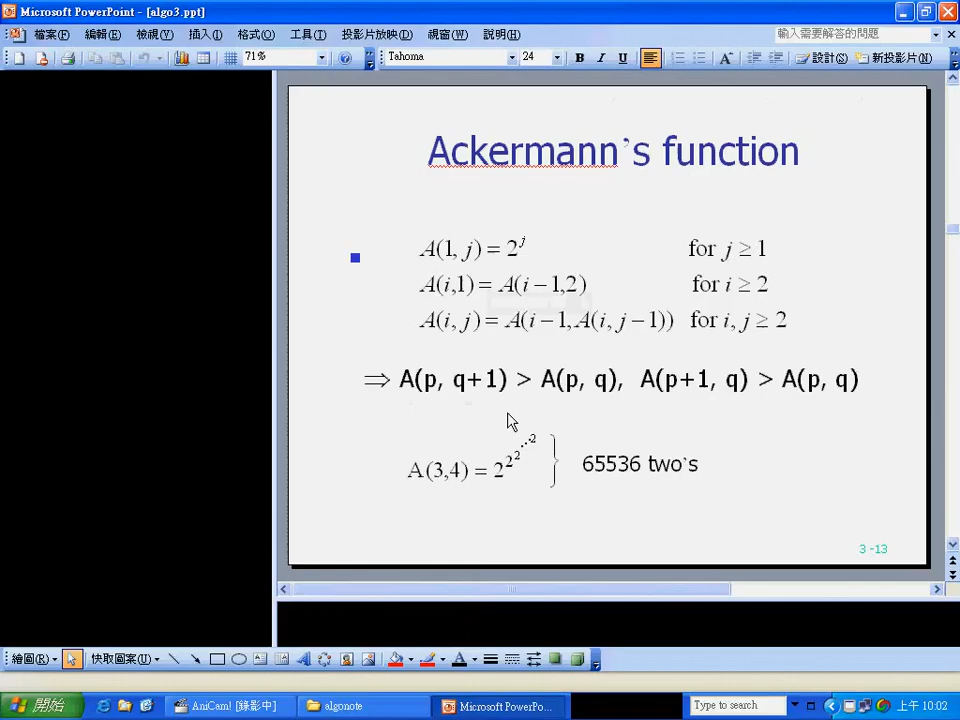 Microsoft PowerPoint - [algo3.ppt]
檔案(F) 編輯(E) 檢視(V) 插入(I) 格式(O) 工具(T) 投影片放映(D) 視窗(W) 說明(H) 輸入需要解答的問題
71% Tahoma 24 B I U A 設計(S) 新投影片(N)
Ackermann's function
A(1, j) = 2^j for j ≥ 1
A(i,1) = A(i − 1,2) for i ≥ 2
A(i, j) = A(i − 1, A(i, j − 1)) for i, j ≥ 2
⇒ A(p, q+1) > A(p, q), A(p+1, q) > A(p, q)
A(3,4) = 2^2^2^⋰^2 } 65536 two's
3 -13
繪圖(R) 快取圖案(U) A
開始 AniCam! [錄影中] algonote Microsoft PowerPo... Type to search 上午 10:02